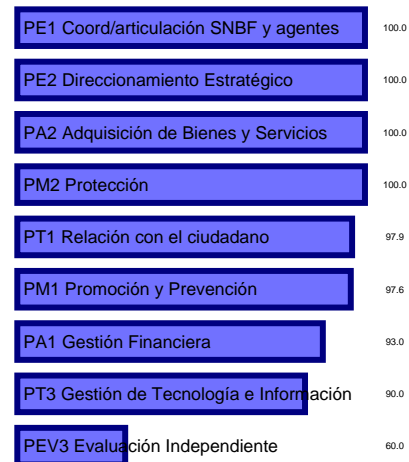 PE1 Coord/articulación SNBF y agentes 100.0
PE2 Direccionamiento Estratégico 100.0
PA2 Adquisición de Bienes y Servicios 100.0
PM2 Protección 100.0
PT1 Relación con el ciudadano 97.9
PM1 Promoción y Prevención 97.6
PA1 Gestión Financiera 93.0
PT3 Gestión de Tecnología e Información 90.0
PEV3 Evaluación Independiente 60.0